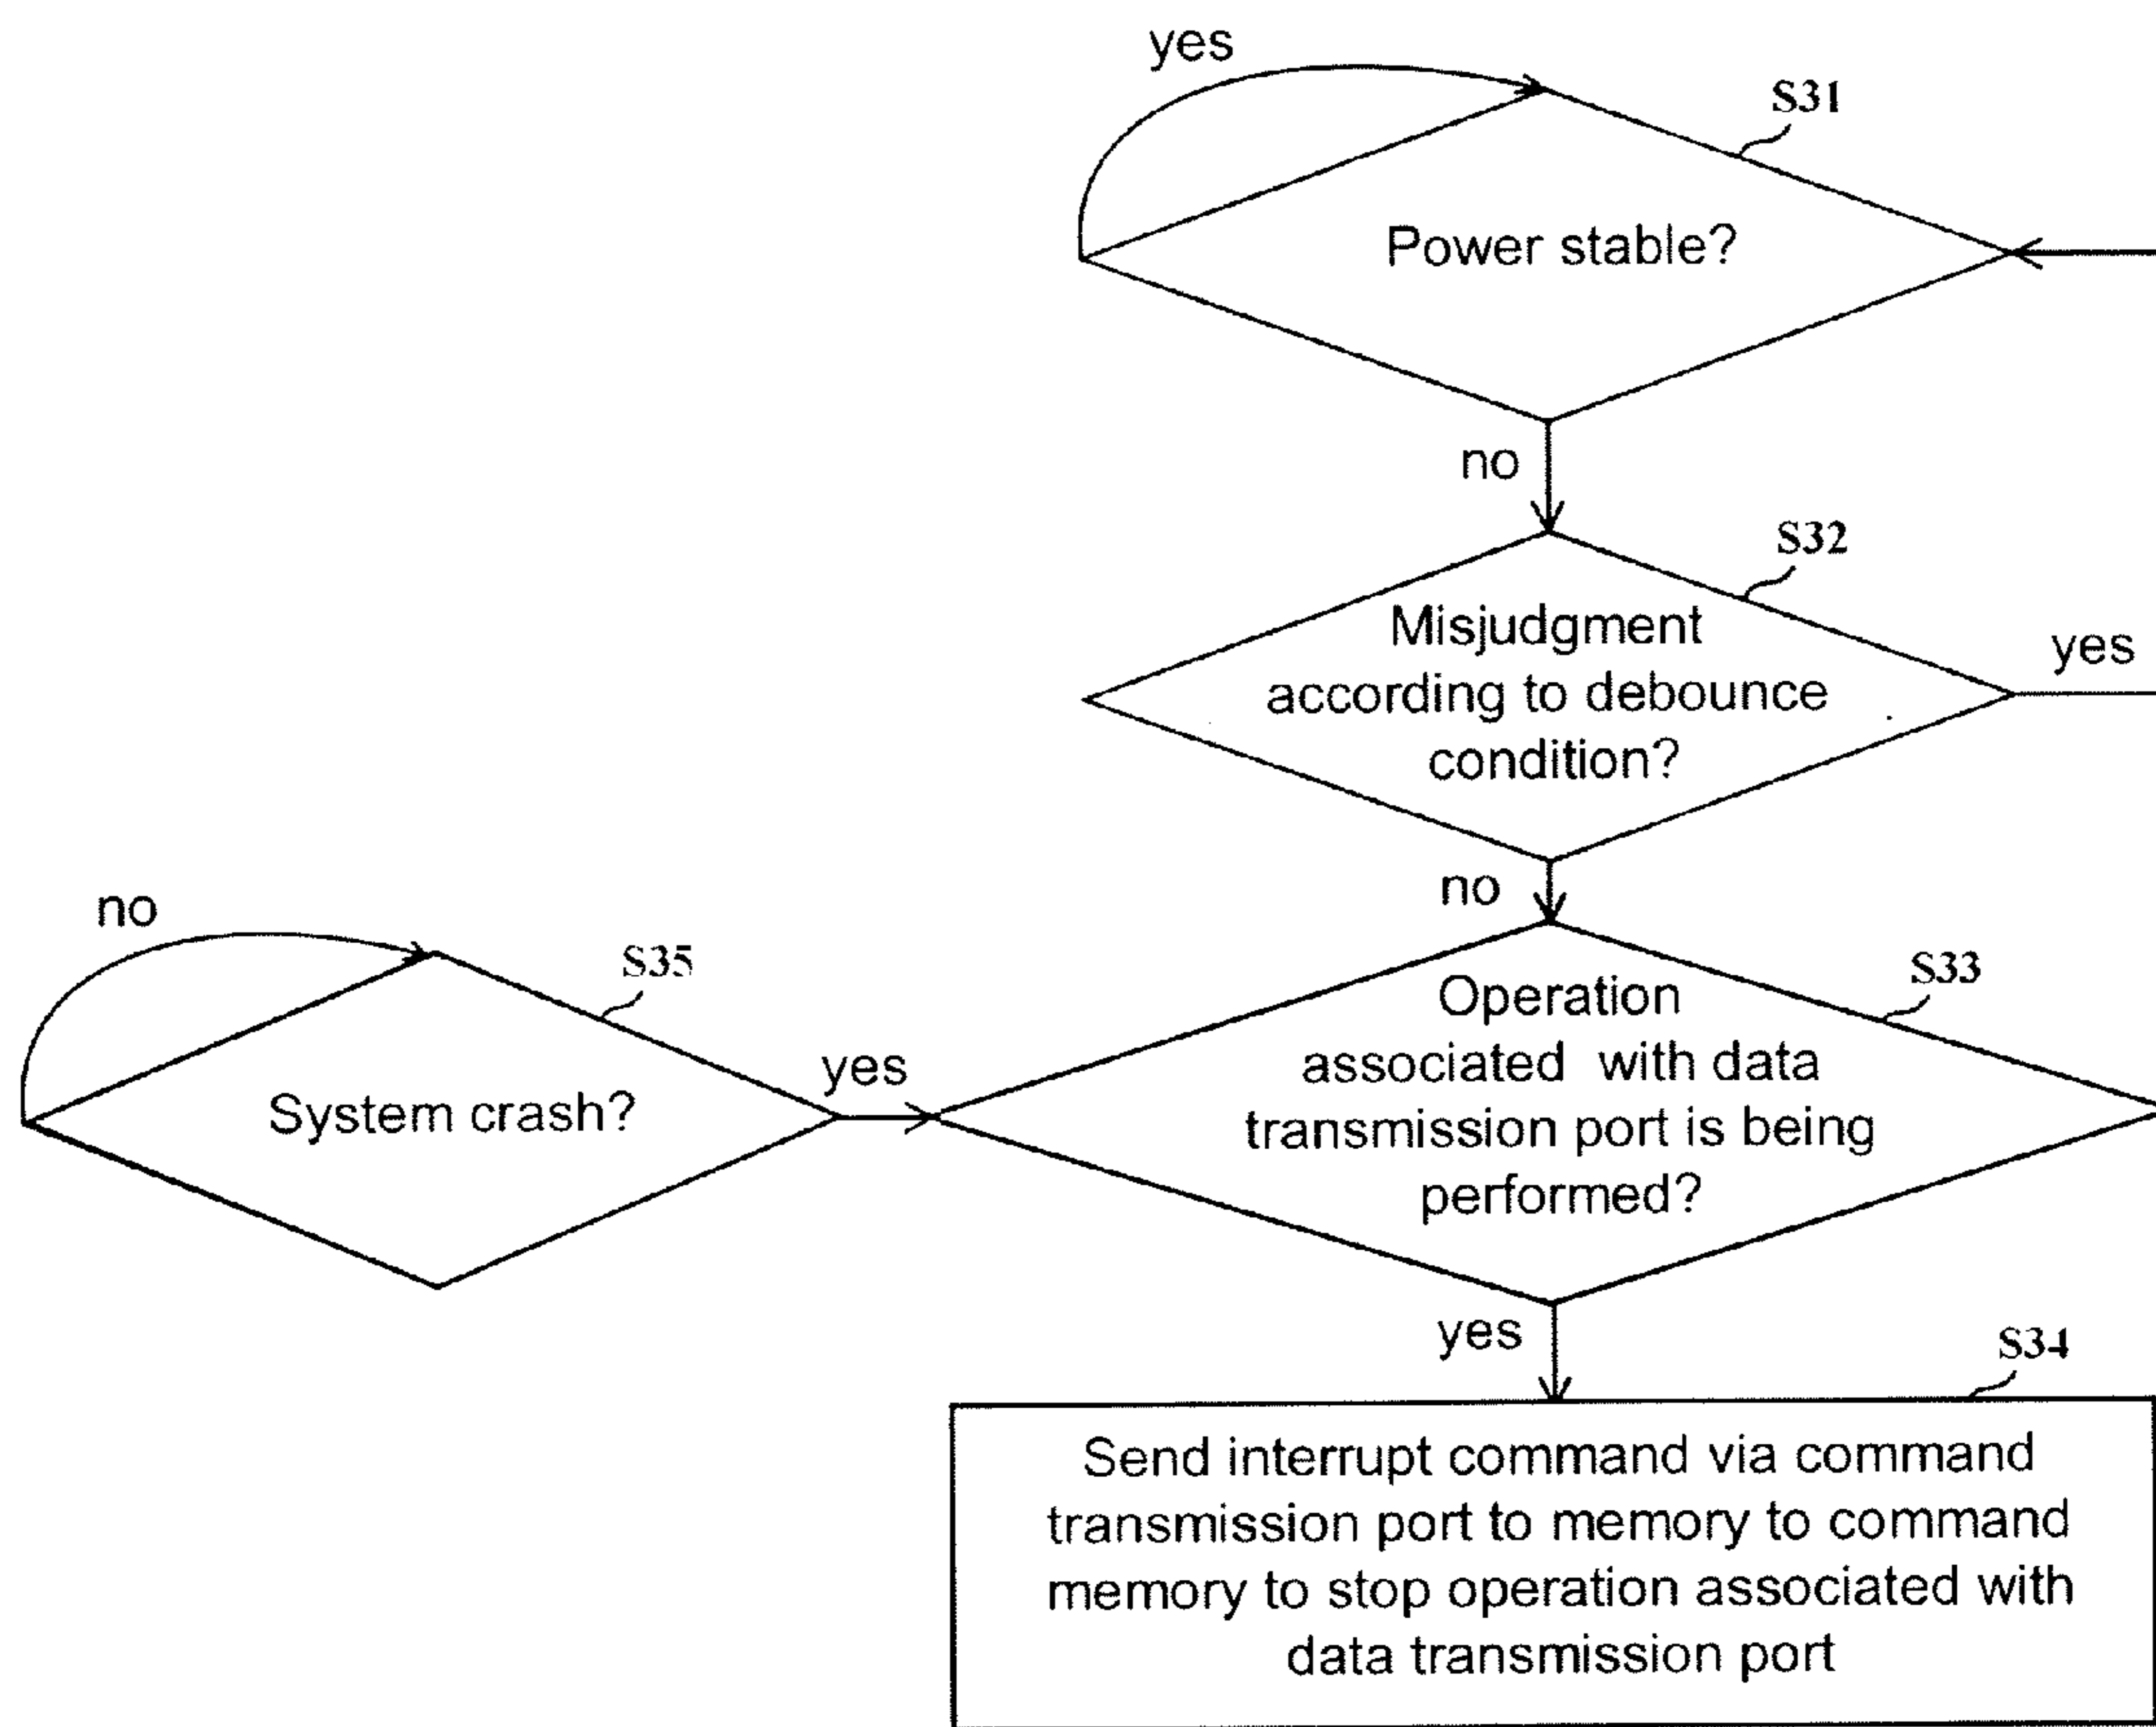 yes
S31
Power stable?
no
S32
Misjudgment
according to debounce
condition?
yes
no
no
S35
System crash?
yes
S33
Operation
associated with data
transmission port is being
performed?
yes
S34
Send interrupt command via command
transmission port to memory to command
memory to stop operation associated with
data transmission port